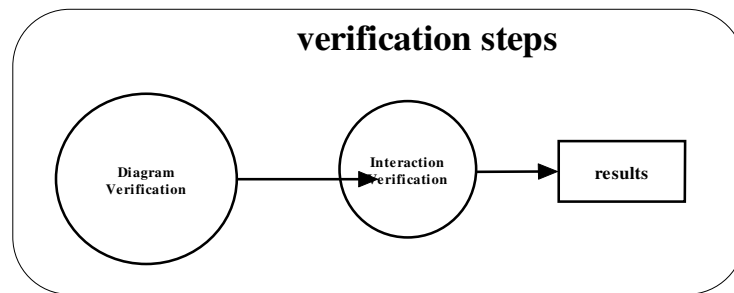 verification steps
Diagram
Verification
Interaction
Verification
results